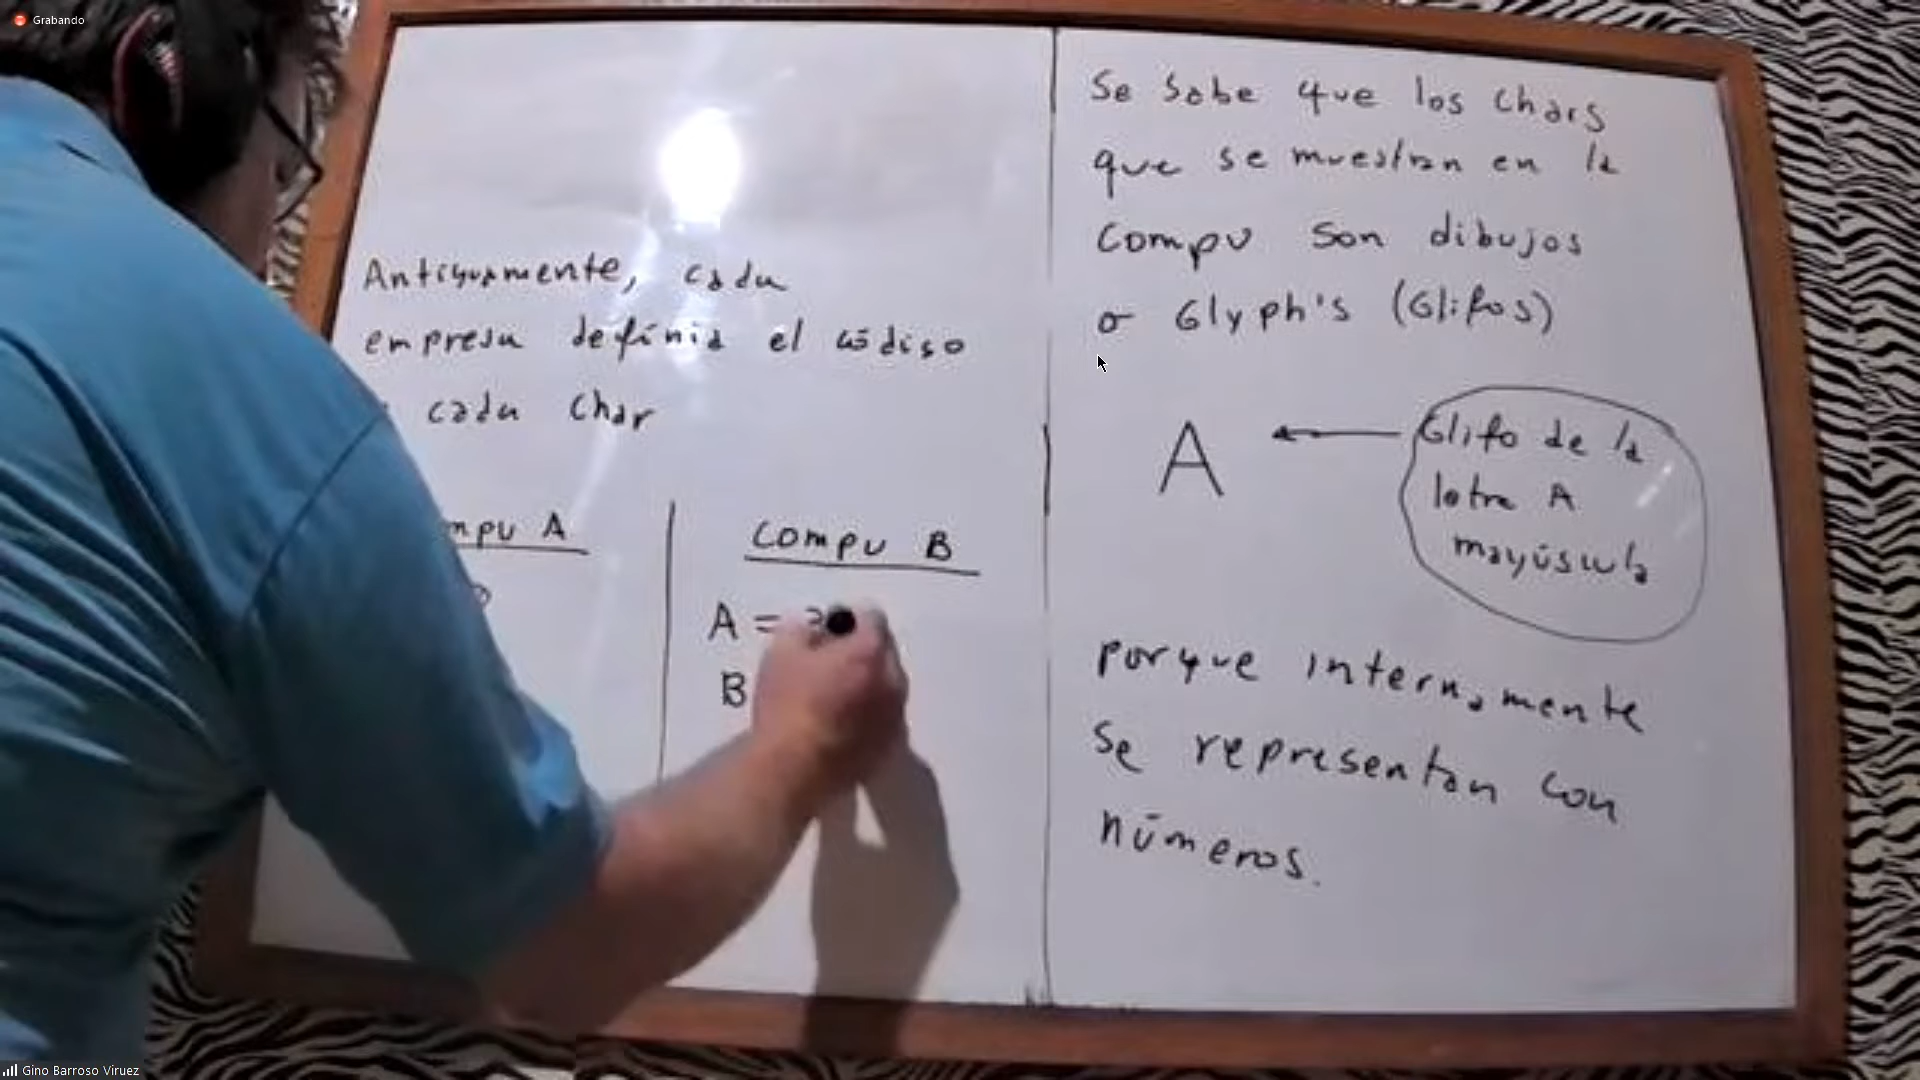 Grabando
Antiguamente, cada
empresa definia el código
cada char
mpu A
Compu B
A =
B
Se sabe que los chars
que se muestran en la
Compu son dibujos
o Glyph's (Glifos)
A
Glifo de la
letra A
mayúscula
porque internamente
se representan con
números.
Gino Barroso Viruez